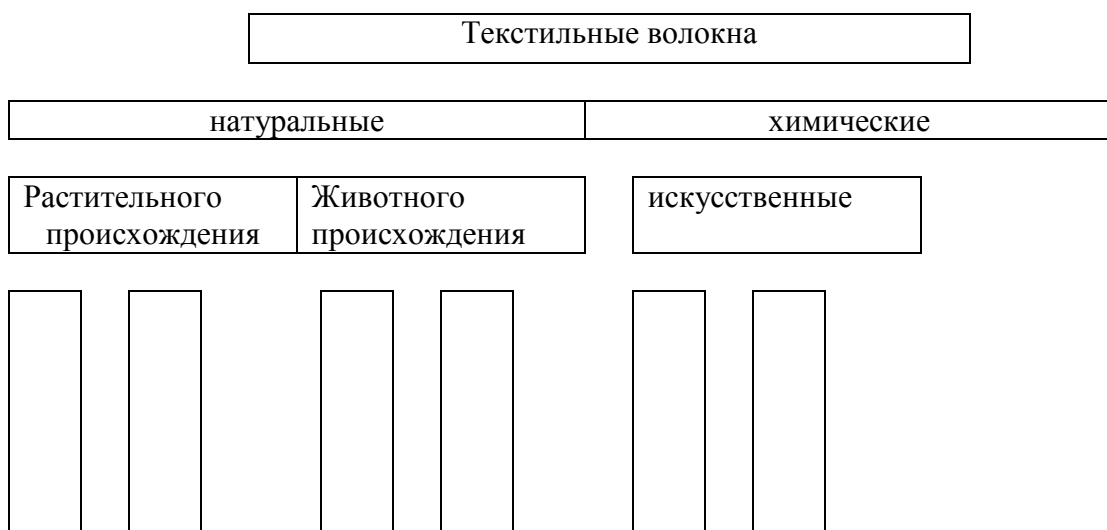 Текстильные волокна
натуральные
химические
Растительного
происхождения
Животного
происхождения
искусственные